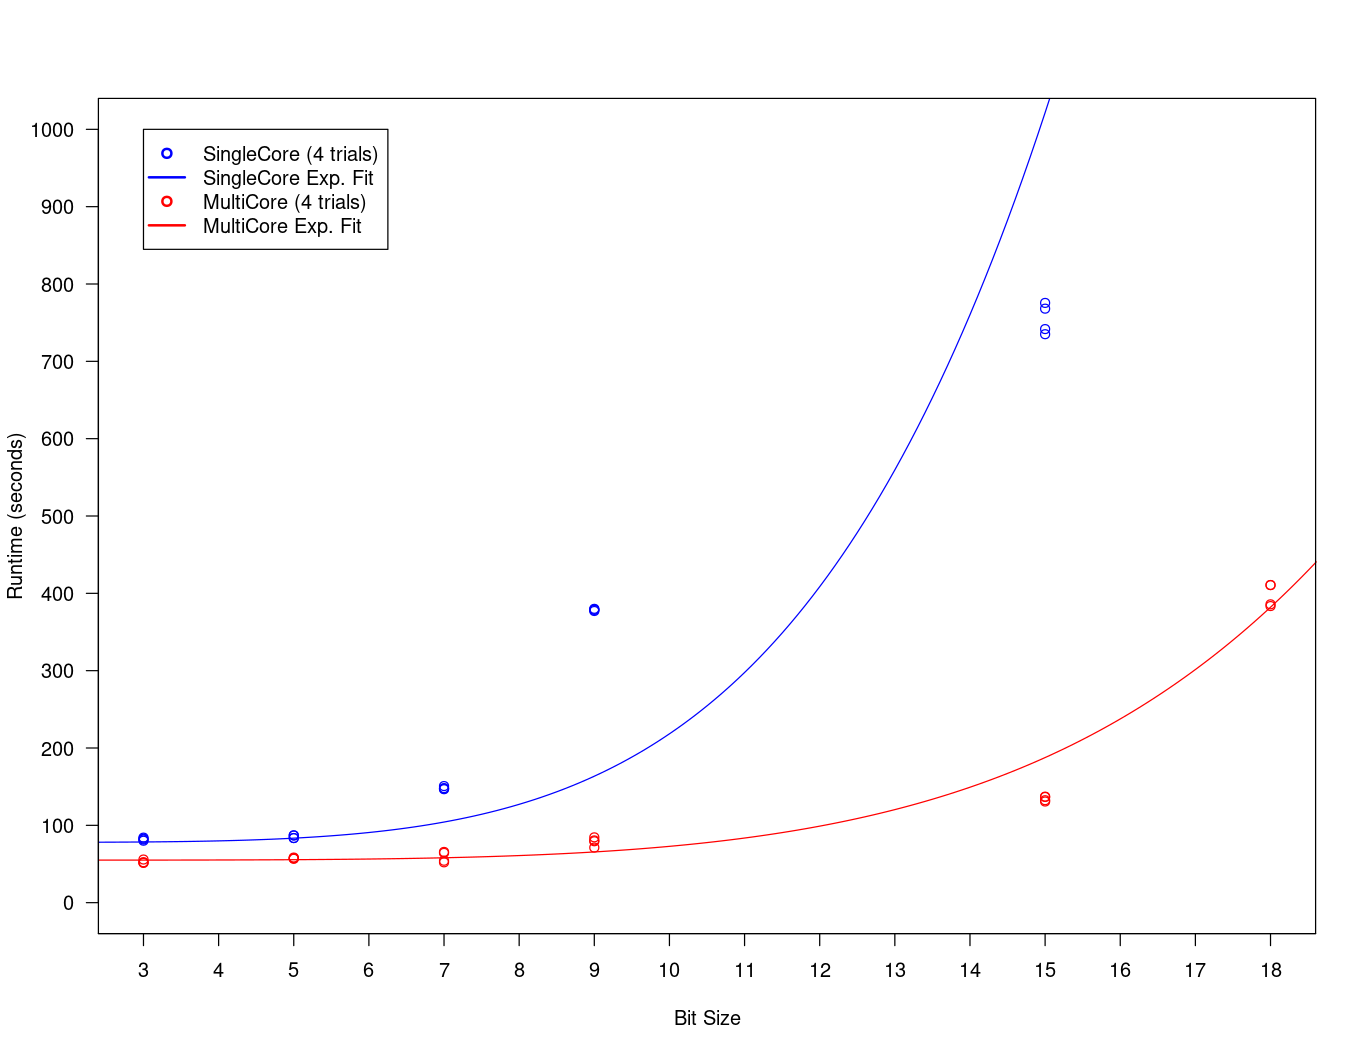 1000
900
800
700
600
500
400
300
200
100
0
Runtime (seconds)
SingleCore (4 trials)
SingleCore Exp. Fit
MultiCore (4 trials)
MultiCore Exp. Fit
3 4 5 6 7 8 9 10 11 12 13 14 15 16 17 18
Bit Size